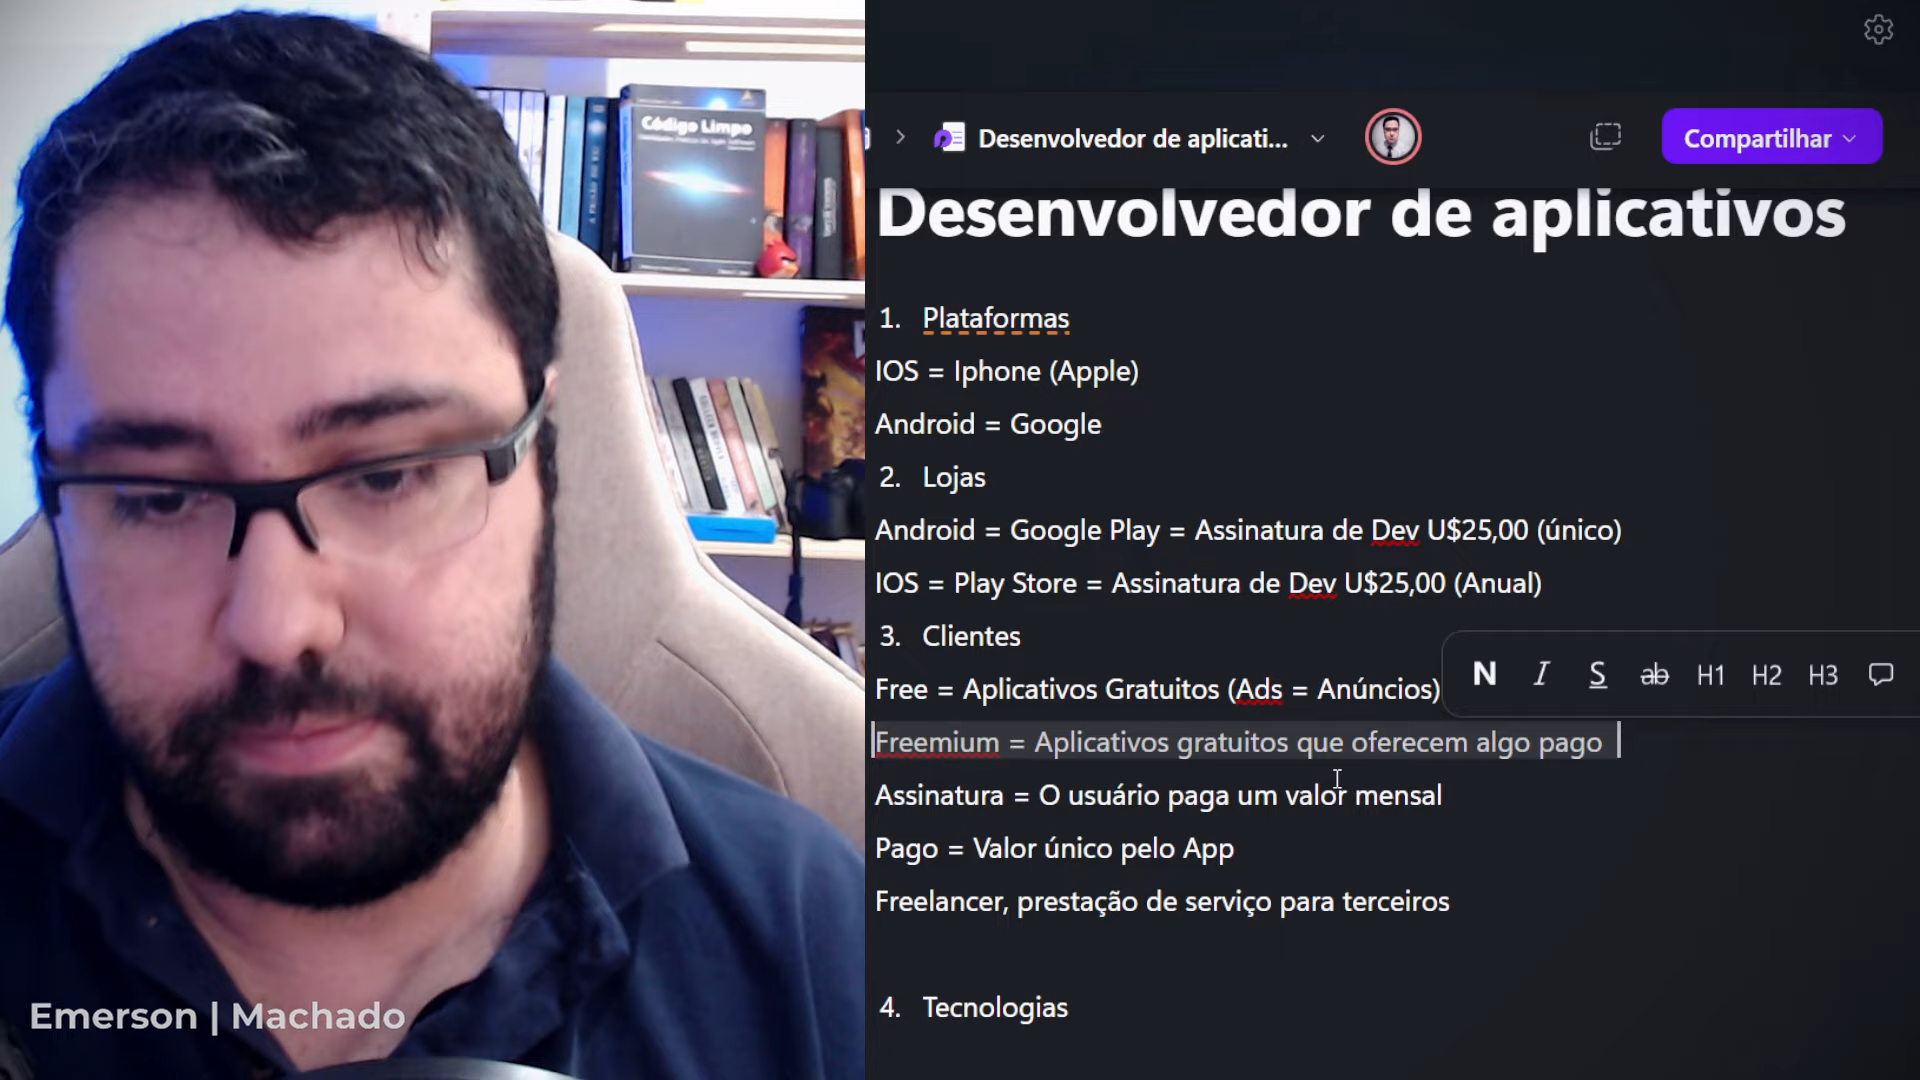 Código Limpo
Desenvolvedor de aplicati...
Compartilhar
Desenvolvedor de aplicativos
1. Plataformas
IOS = Iphone (Apple)
Android = Google
2. Lojas
Android = Google Play = Assinatura de Dev U$25,00 (único)
IOS = Play Store = Assinatura de Dev U$25,00 (Anual)
3. Clientes
N I S ab H1 H2 H3
Free = Aplicativos Gratuitos (Ads = Anúncios)
Freemium = Aplicativos gratuitos que oferecem algo pago
Assinatura = O usuário paga um valor mensal
Pago = Valor único pelo App
Freelancer, prestação de serviço para terceiros
4. Tecnologias
Emerson | Machado